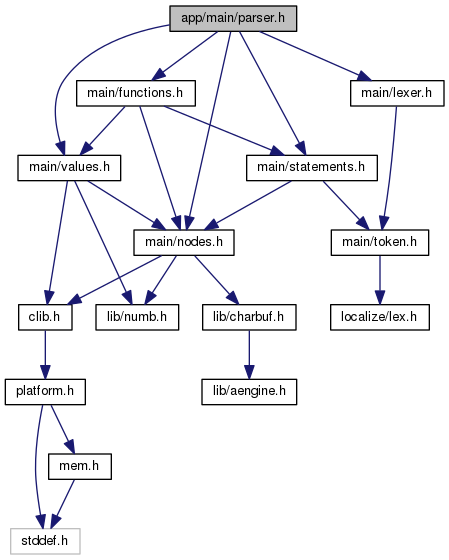 app/main/parser.h
main/functions.h
main/lexer.h
main/values.h
main/statements.h
main/nodes.h
main/token.h
clib.h
lib/numb.h
lib/charbuf.h
localize/lex.h
platform.h
lib/aengine.h
mem.h
stddef.h